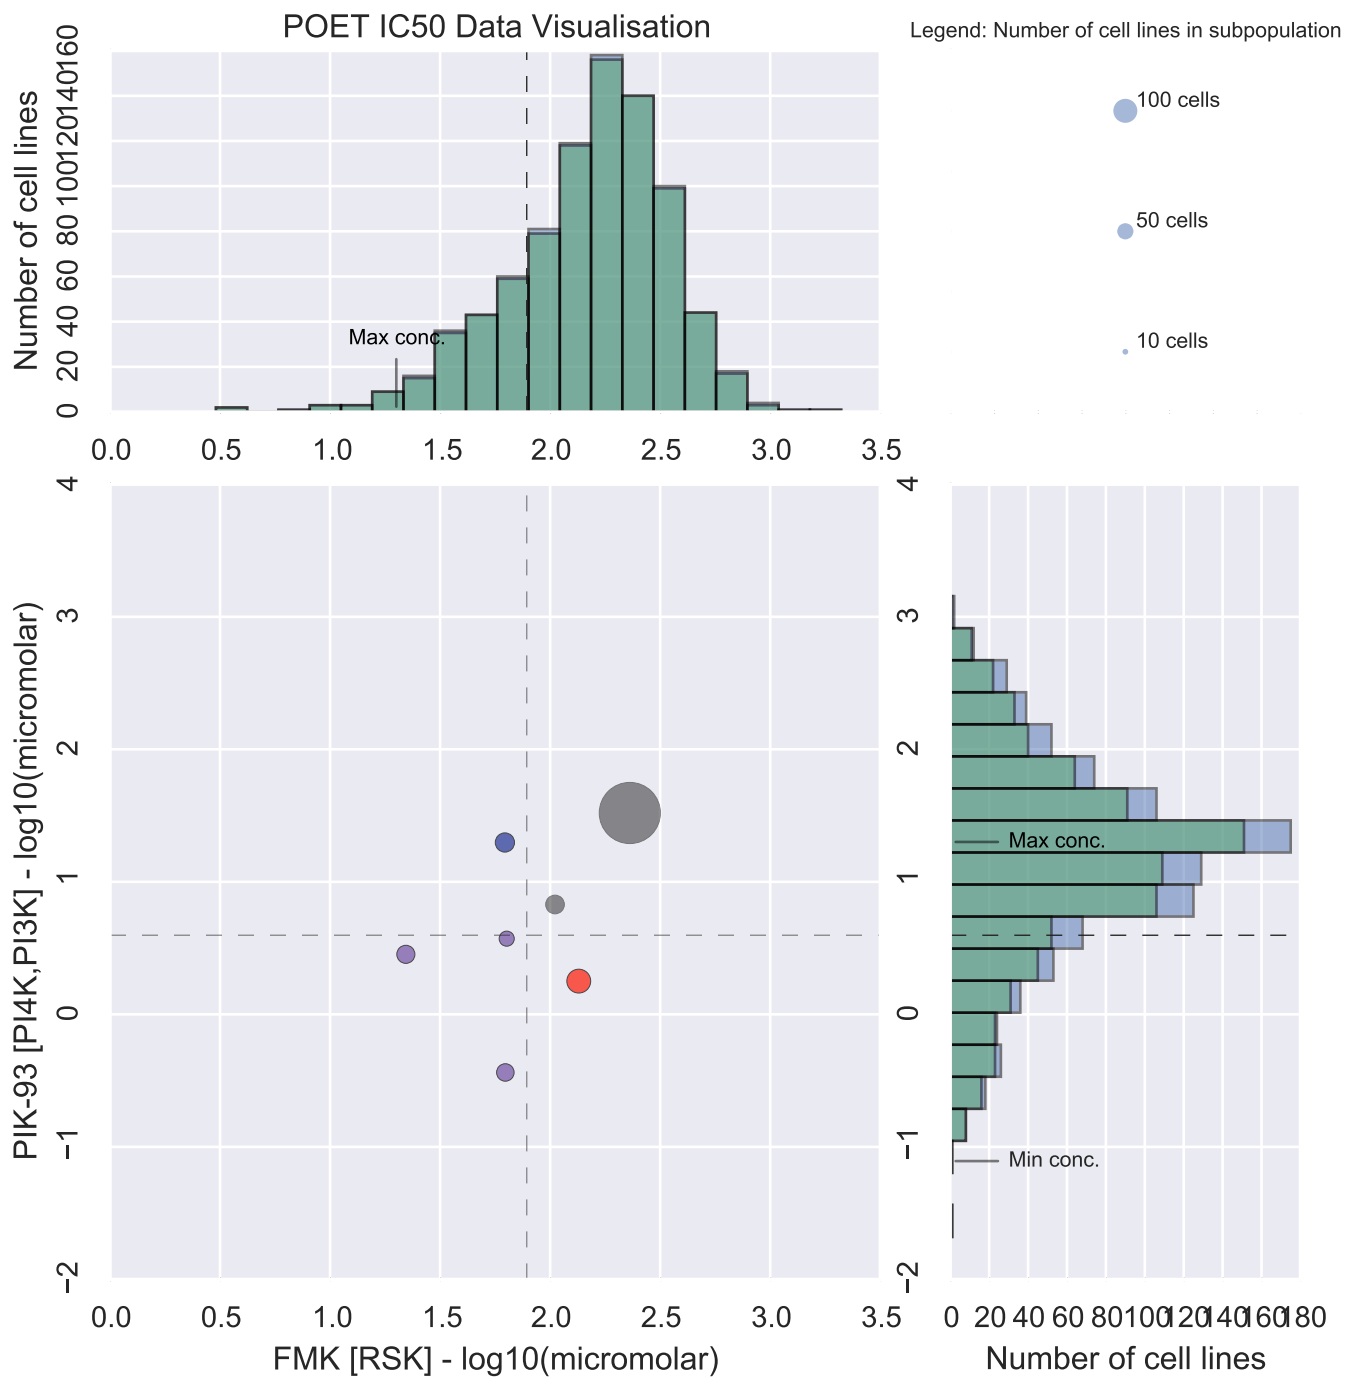 POET IC50 Data Visualisation
Legend: Number of cell lines in subpopulation
100 cells
50 cells
10 cells
Number of cell lines
0 20 40 60 80 100 120 140 160
Max conc.
0.0 0.5 1.0 1.5 2.0 2.5 3.0 3.5
PIK-93 [PI4K,PI3K] - log10(micromolar)
4
3
2
1
0
−1
−2
0.0 0.5 1.0 1.5 2.0 2.5 3.0 3.5
FMK [RSK] - log10(micromolar)
4
3
2
1
0
−1
−2
Max conc.
Min conc.
0 20 40 60 80 100 120 140 160 180
Number of cell lines